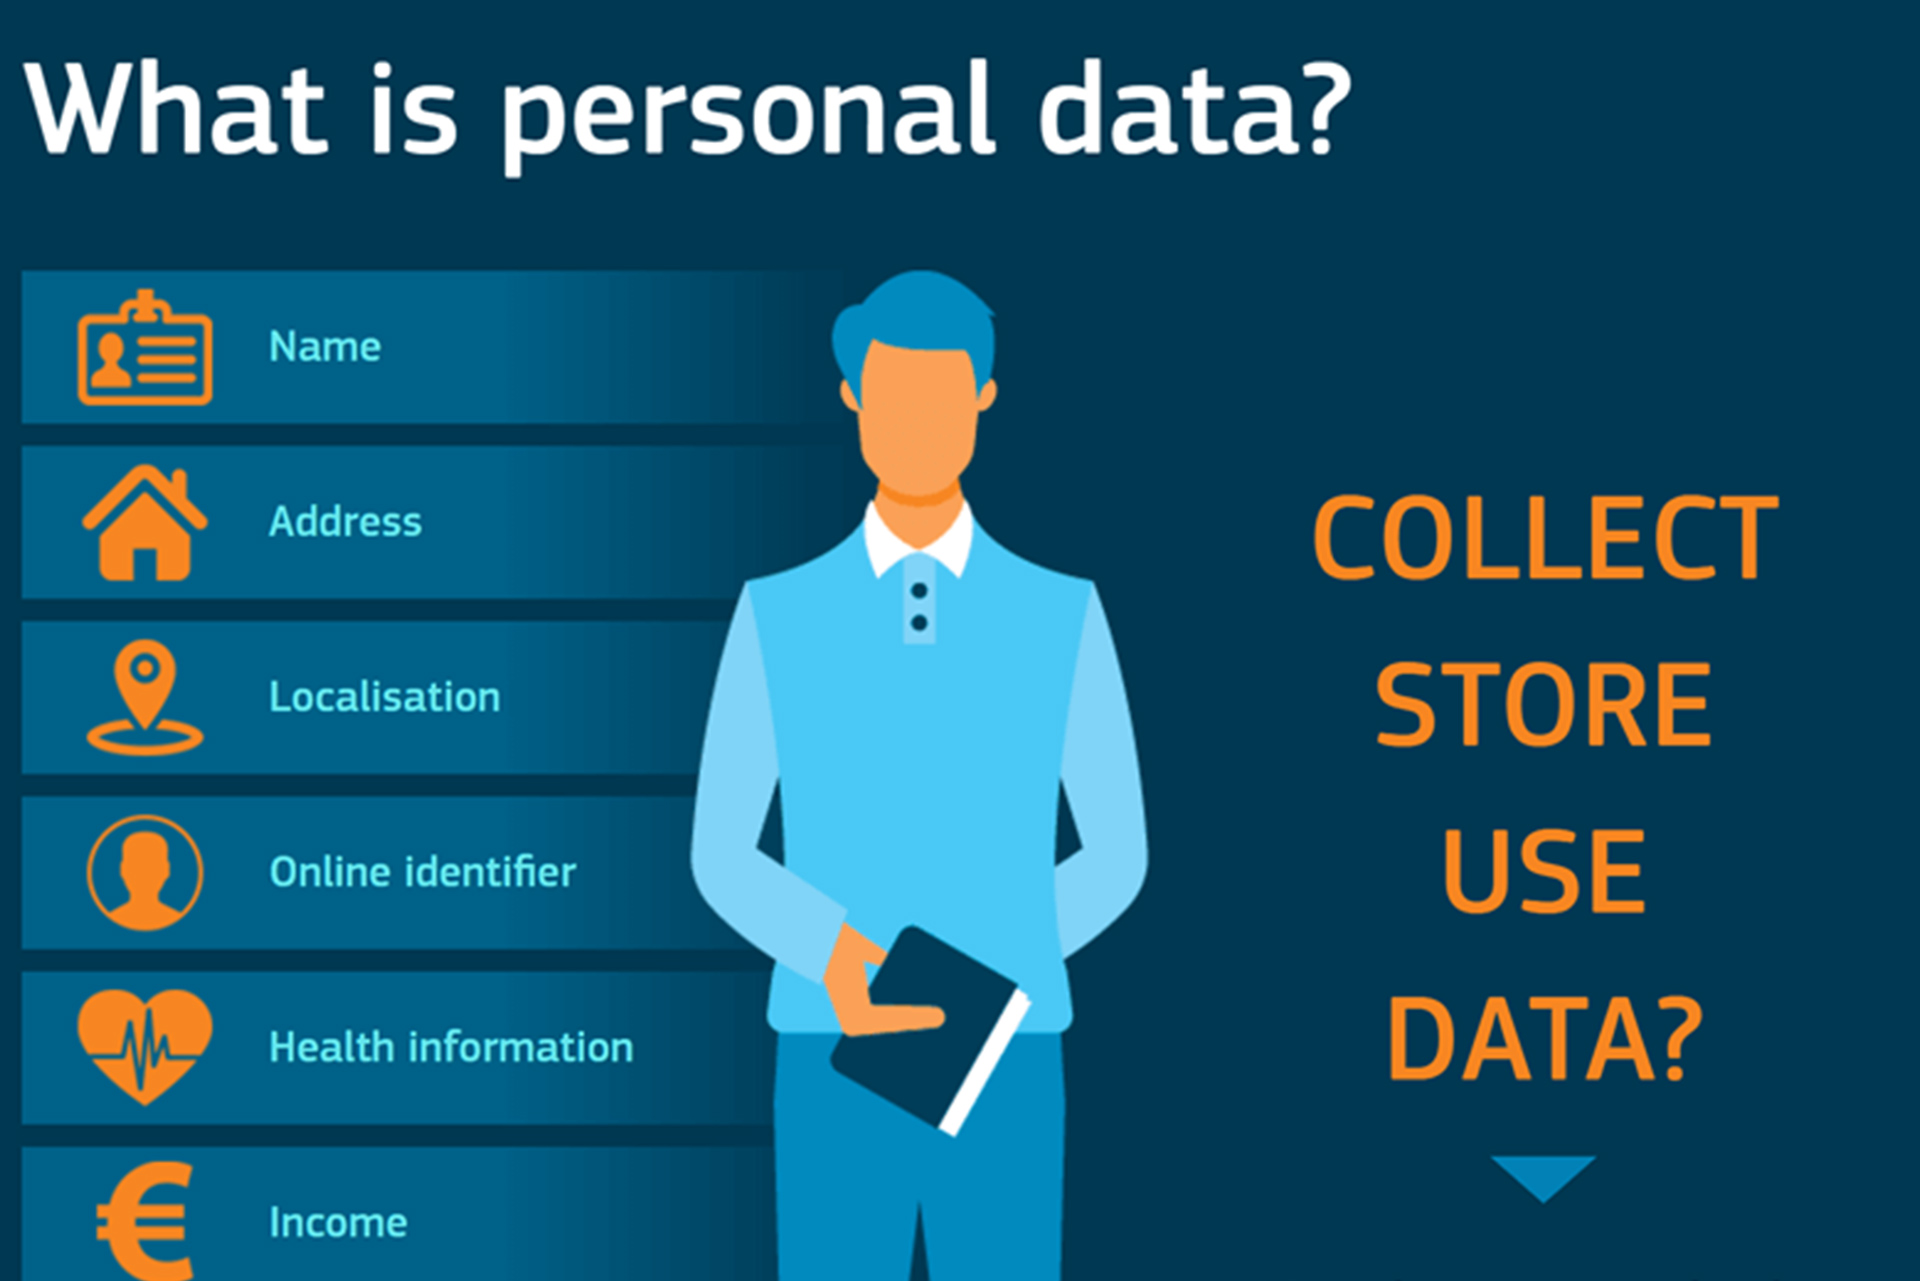 What is personal data?
Name
Address
Localisation
Online identifier
Health information
€
Income
COLLECT
STORE
USE
DATA?